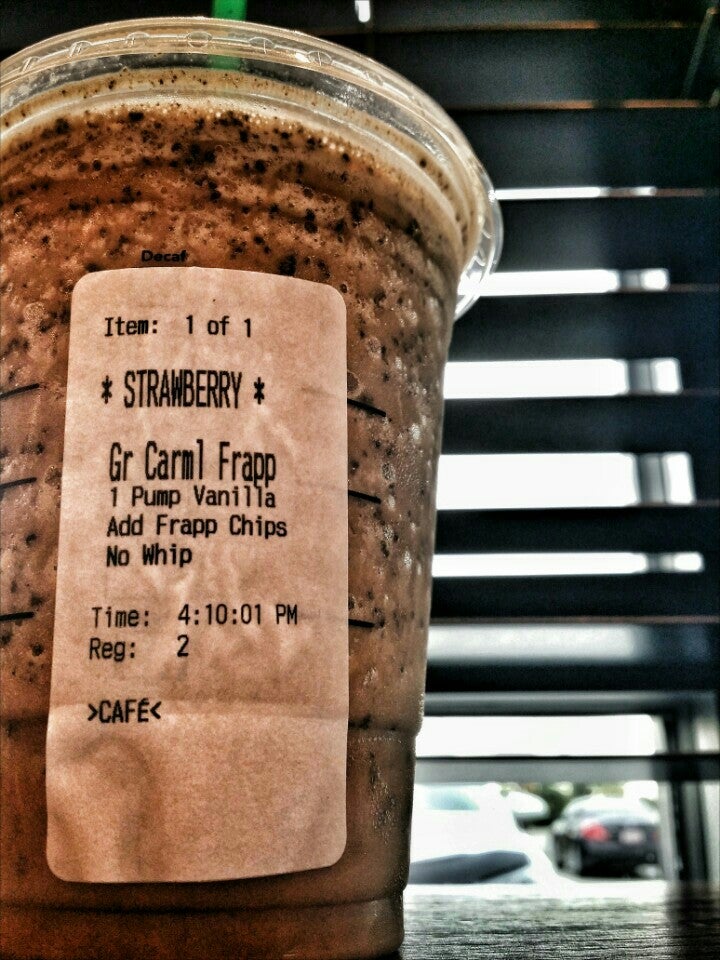 Decaf
Item: 1 of 1
* STRAWBERRY *
Gr Carml Frapp
1 Pump Vanilla
Add Frapp Chips
No Whip
Time: 4:10:01 PM
Reg: 2
>CAFÉ<